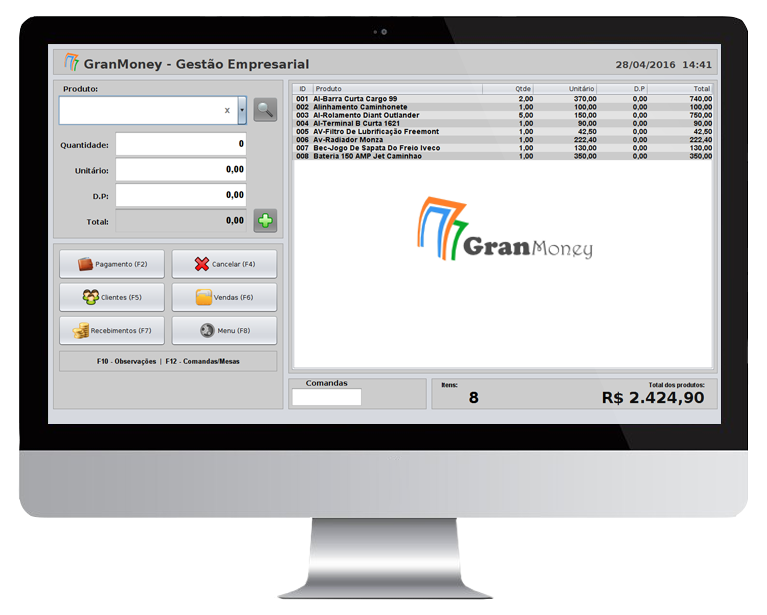 GranMoney - Gestão Empresarial
28/04/2016 14:41
Produto:
x
Quantidade: 0
Unitário: 0,00
D.P: 0,00
Total: 0,00
Pagamento (F2)
Cancelar (F4)
Clientes (F5)
Vendas (F6)
Recebimentos (F7)
Menu (F8)
F10 - Observações | F12 - Comandas/Mesas
ID Produto Qtde Unitário D.P Total
001 Al-Barra Curta Cargo 99 2,00 370,00 0,00 740,00
002 Alinhamento Caminhonete 1,00 100,00 0,00 100,00
003 Al-Rolamento Diant Outlander 5,00 150,00 0,00 750,00
004 Al-Terminal B Curta 1621 1,00 90,00 0,00 90,00
005 AV-Filtro De Lubrificação Freemont 1,00 42,50 0,00 42,50
006 Av-Radiador Monza 1,00 222,40 0,00 222,40
007 Bec-Jogo De Sapata Do Freio Iveco 1,00 130,00 0,00 130,00
008 Bateria 150 AMP Jet Caminhao 1,00 350,00 0,00 350,00
GranMoney
Comandas
Itens:
8
Total dos produtos:
R$ 2.424,90